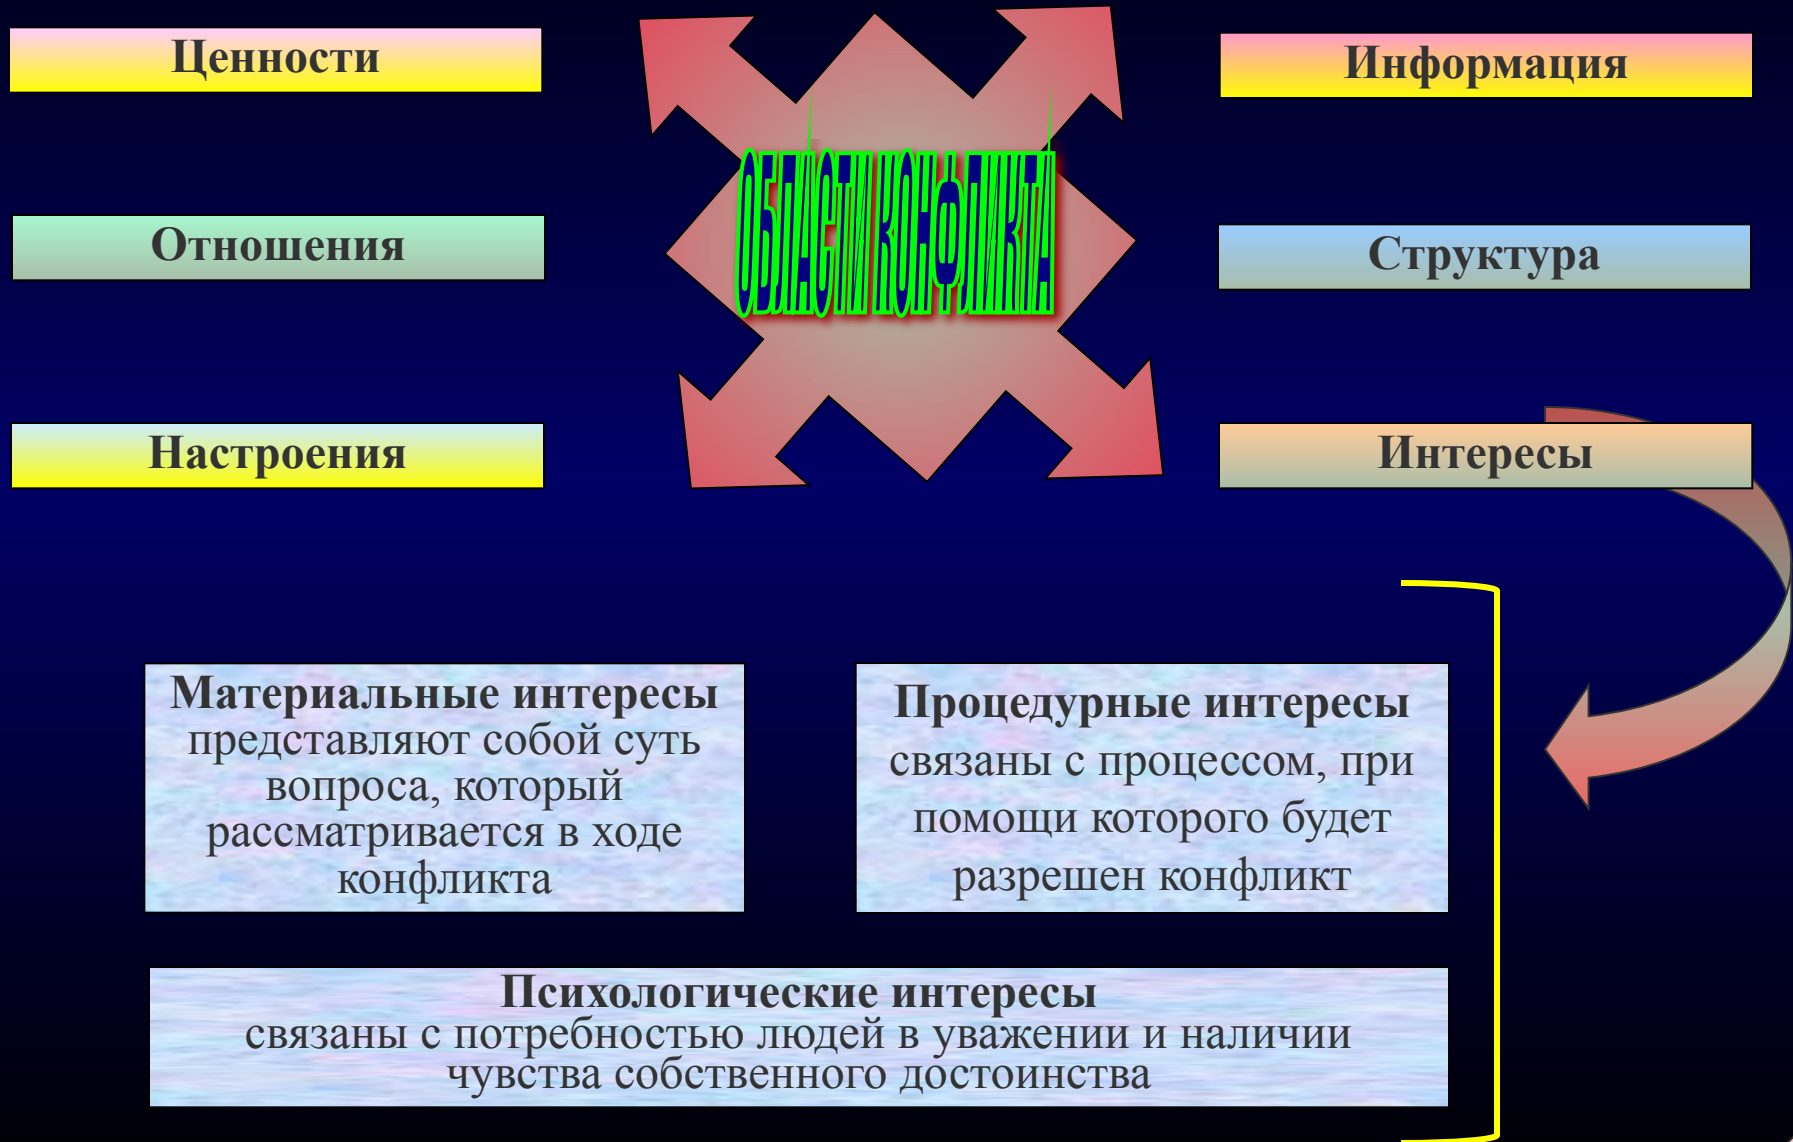 Ценности
Информация
ОБЛАСТИ КОНФЛИКТА
Отношения
Структура
Настроения
Интересы
Материальные интересы
представляют собой суть
вопроса, который
рассматривается в ходе
конфликта
Процедурные интересы
связаны с процессом, при
помощи которого будет
разрешен конфликт
Психологические интересы
связаны с потребностью людей в уважении и наличии
чувства собственного достоинства